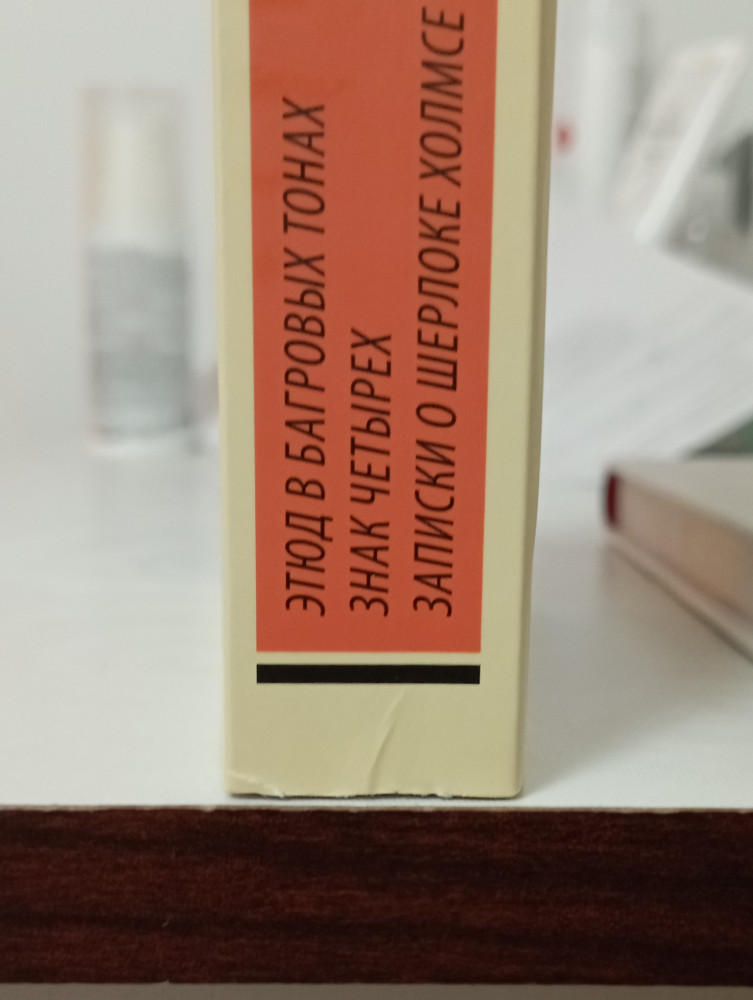 ЭТЮД В БАГРОВЫХ ТОНАХ
ЗНАК ЧЕТЫРЕХ
ЗАПИСКИ О ШЕРЛОКЕ ХОЛМСЕ